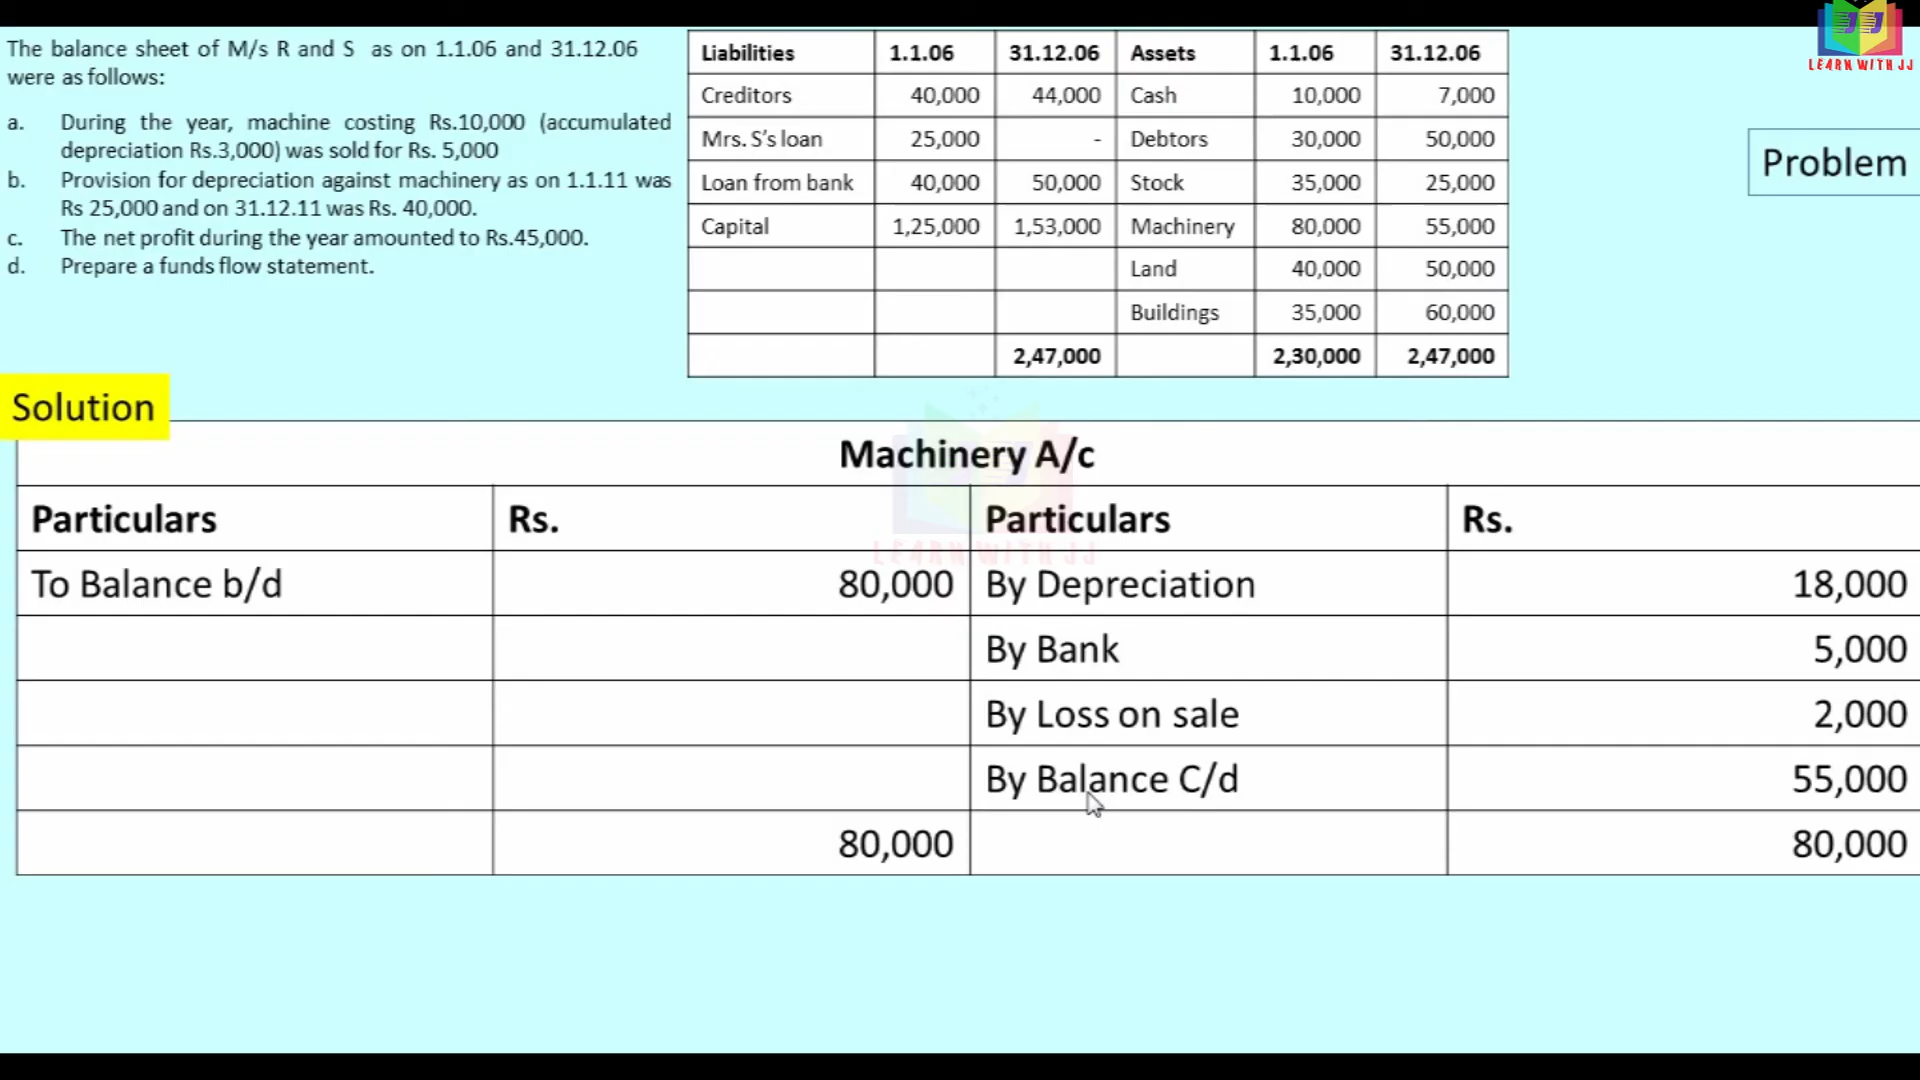 The balance sheet of M/s R and S as on 1.1.06 and 31.12.06
were as follows:
a. During the year, machine costing Rs.10,000 (accumulated
depreciation Rs.3,000) was sold for Rs. 5,000
b. Provision for depreciation against machinery as on 1.1.11 was
Rs 25,000 and on 31.12.11 was Rs. 40,000.
c. The net profit during the year amounted to Rs.45,000.
d. Prepare a funds flow statement.
Liabilities 1.1.06 31.12.06 Assets 1.1.06 31.12.06
Creditors 40,000 44,000 Cash 10,000 7,000
Mrs. S's loan 25,000 - Debtors 30,000 50,000
Loan from bank 40,000 50,000 Stock 35,000 25,000
Capital 1,25,000 1,53,000 Machinery 80,000 55,000
Land 40,000 50,000
Buildings 35,000 60,000
2,47,000 2,30,000 2,47,000
LEARN WITH JJ
Problem
Solution
Machinery A/c
Particulars Rs. Particulars Rs.
To Balance b/d 80,000 By Depreciation 18,000
By Bank 5,000
By Loss on sale 2,000
By Balance C/d 55,000
80,000 80,000
LEARN WITH JJ